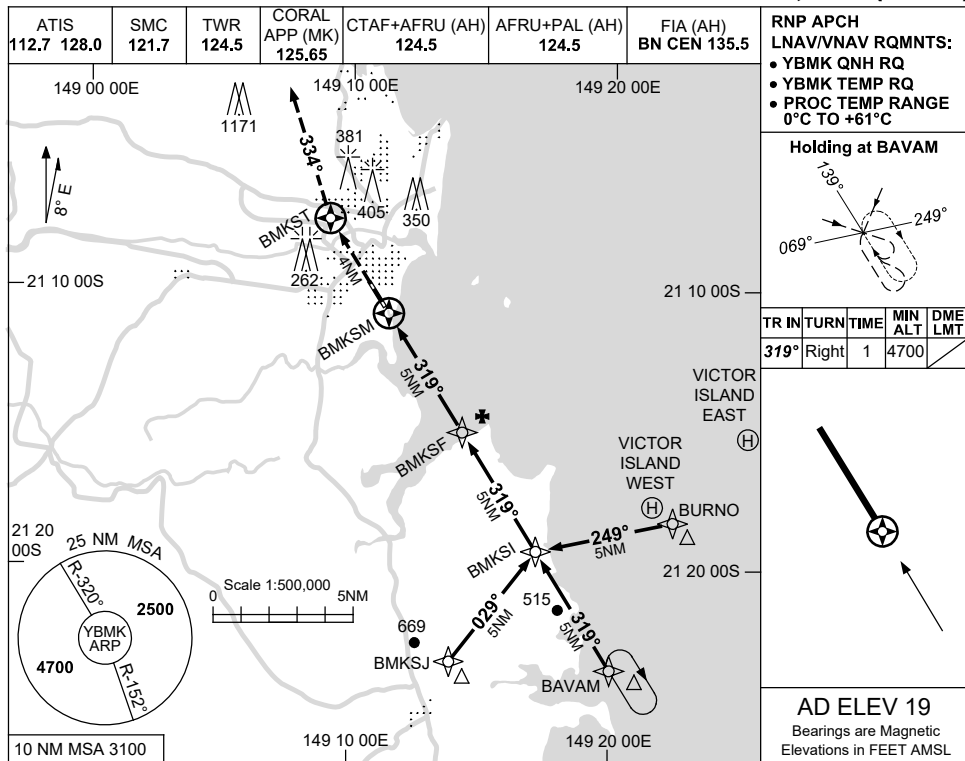 ATIS
112.7 128.0
SMC
121.7
TWR
124.5
CORAL
APP (MK)
125.65
CTAF+AFRU (AH)
124.5
AFRU+PAL (AH)
124.5
FIA (AH)
BN CEN 135.5
RNP APCH
LNAV/VNAV RQMNTS:
• YBMK QNH RQ
• YBMK TEMP RQ
• PROC TEMP RANGE
0°C TO +61°C
149 00 00E
149 10 00E
149 20 00E
1171
381
405
350
262
334°
8° E
BMKST
4NM
21 10 00S
21 10 00S
BMKSM
319°
5NM
BMKSF
VICTOR
ISLAND
EAST
H
VICTOR
ISLAND
WEST
H
BURNO
319°
5NM
249°
5NM
BMKSI
21 20
00S
21 20 00S
25 NM MSA
R-320°
2500
YBMK
ARP
4700
R-152°
10 NM MSA 3100
Scale 1:500,000
0
5NM
669
515
029°
5NM
319°
5NM
BMKSJ
BAVAM
149 10 00E
149 20 00E
Holding at BAVAM
139°
249°
069°
TR IN
TURN
TIME
MIN
ALT
DME
LMT
319°
Right
1
4700
AD ELEV 19
Bearings are Magnetic
Elevations in FEET AMSL